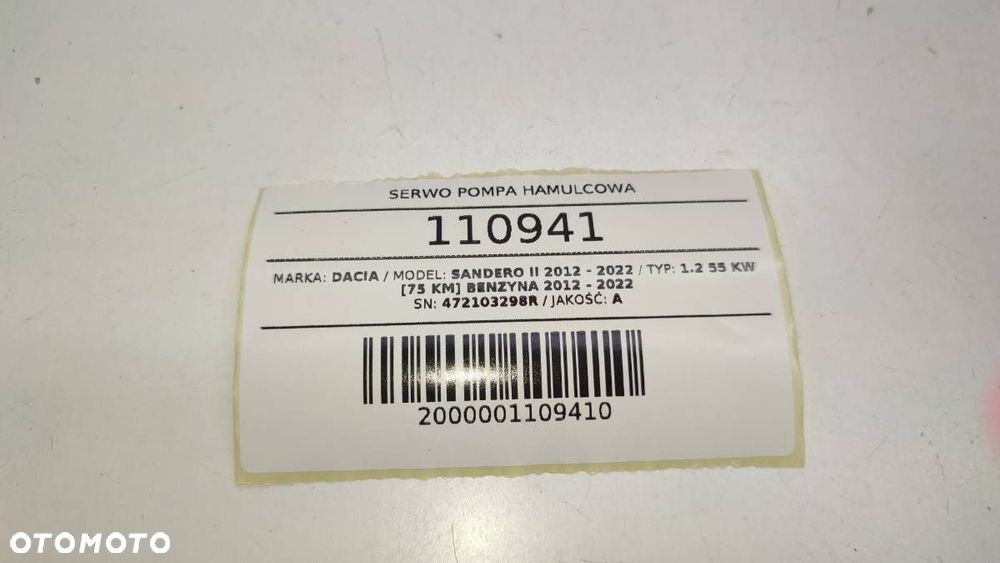 SERWO POMPA HAMULCOWA
110941
MARKA: DACIA / MODEL: SANDERO II 2012 - 2022 / TYP: 1.2 55 KW
[75 KM] BENZYNA 2012 - 2022
SN: 472103298R / JAKOŚĆ: A
2000001109410
OTOMOTO